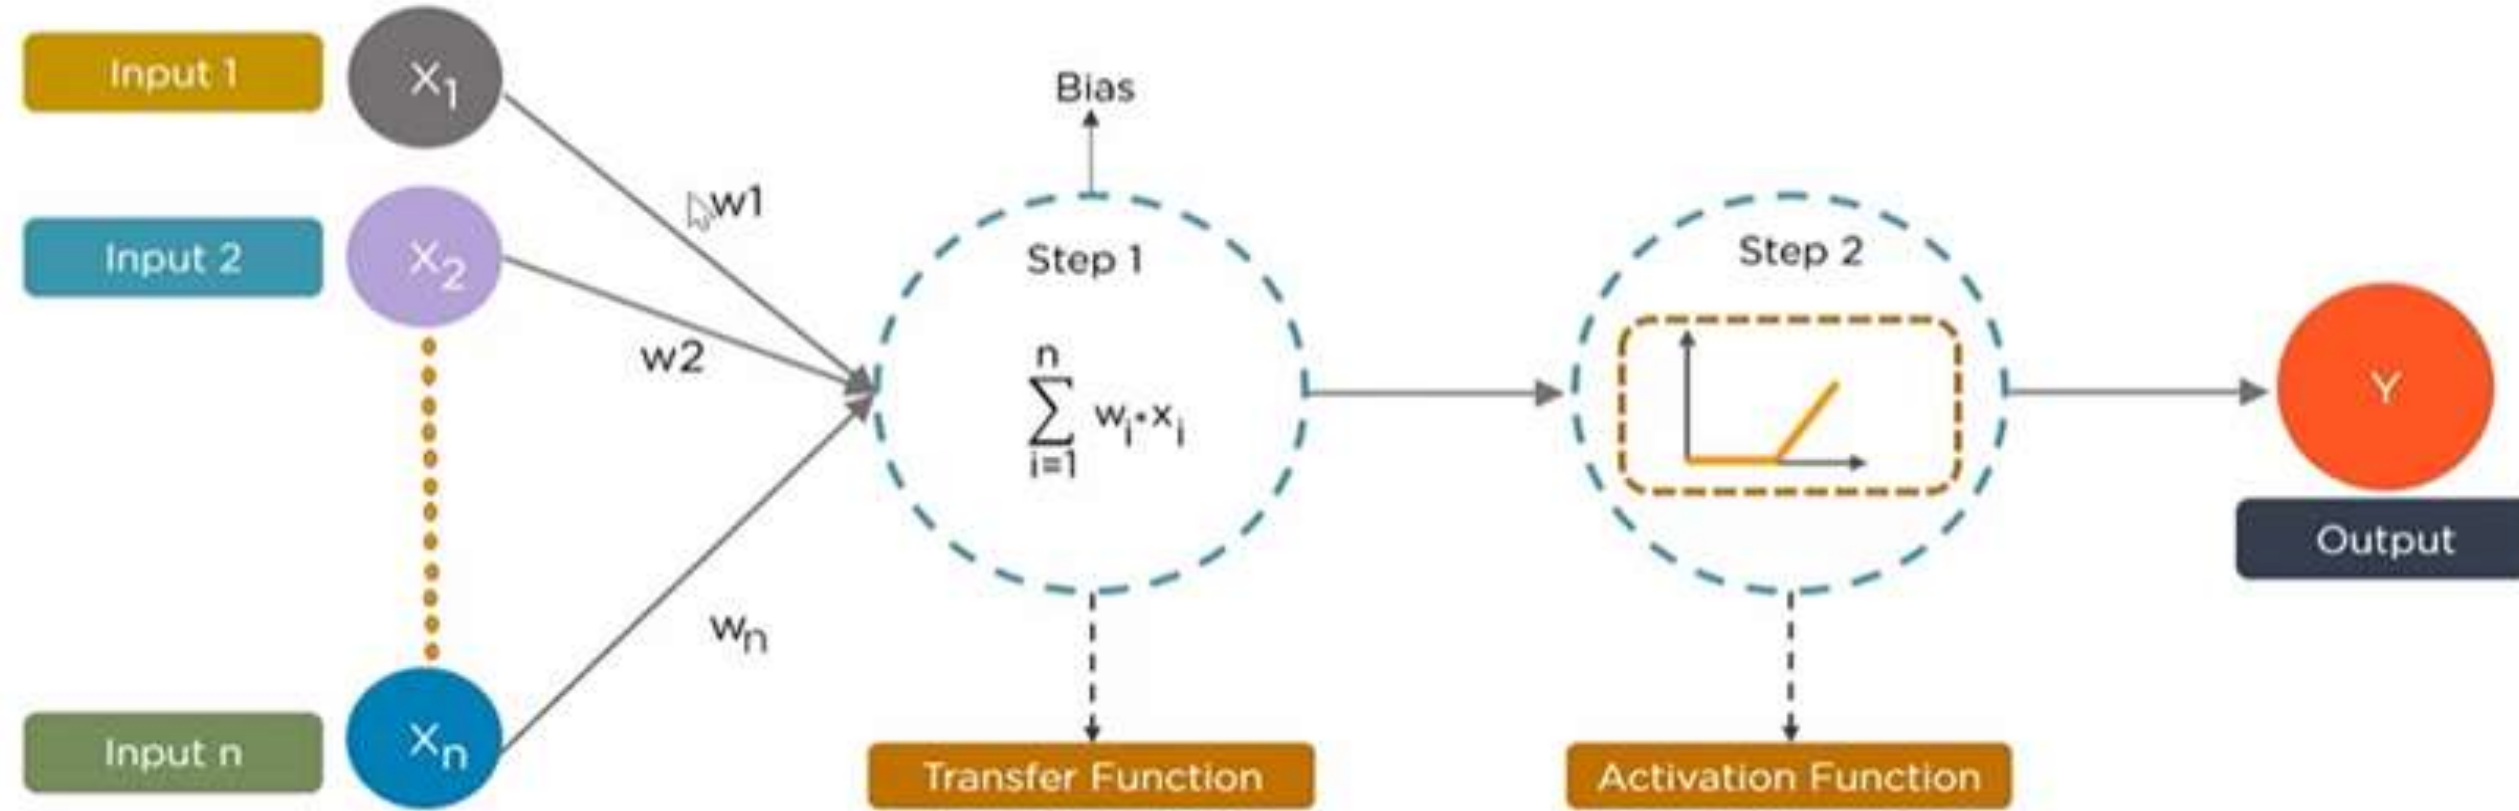 Input 1
X1
w1
Input 2
X2
w2
Input n
Xn
wn
Bias
Step 1
n
∑ wi·xi
i=1
Transfer Function
Step 2
Activation Function
Y
Output